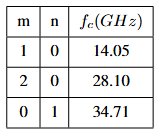 m n f_c(GHz)
1 0 14.05
2 0 28.10
0 1 34.71